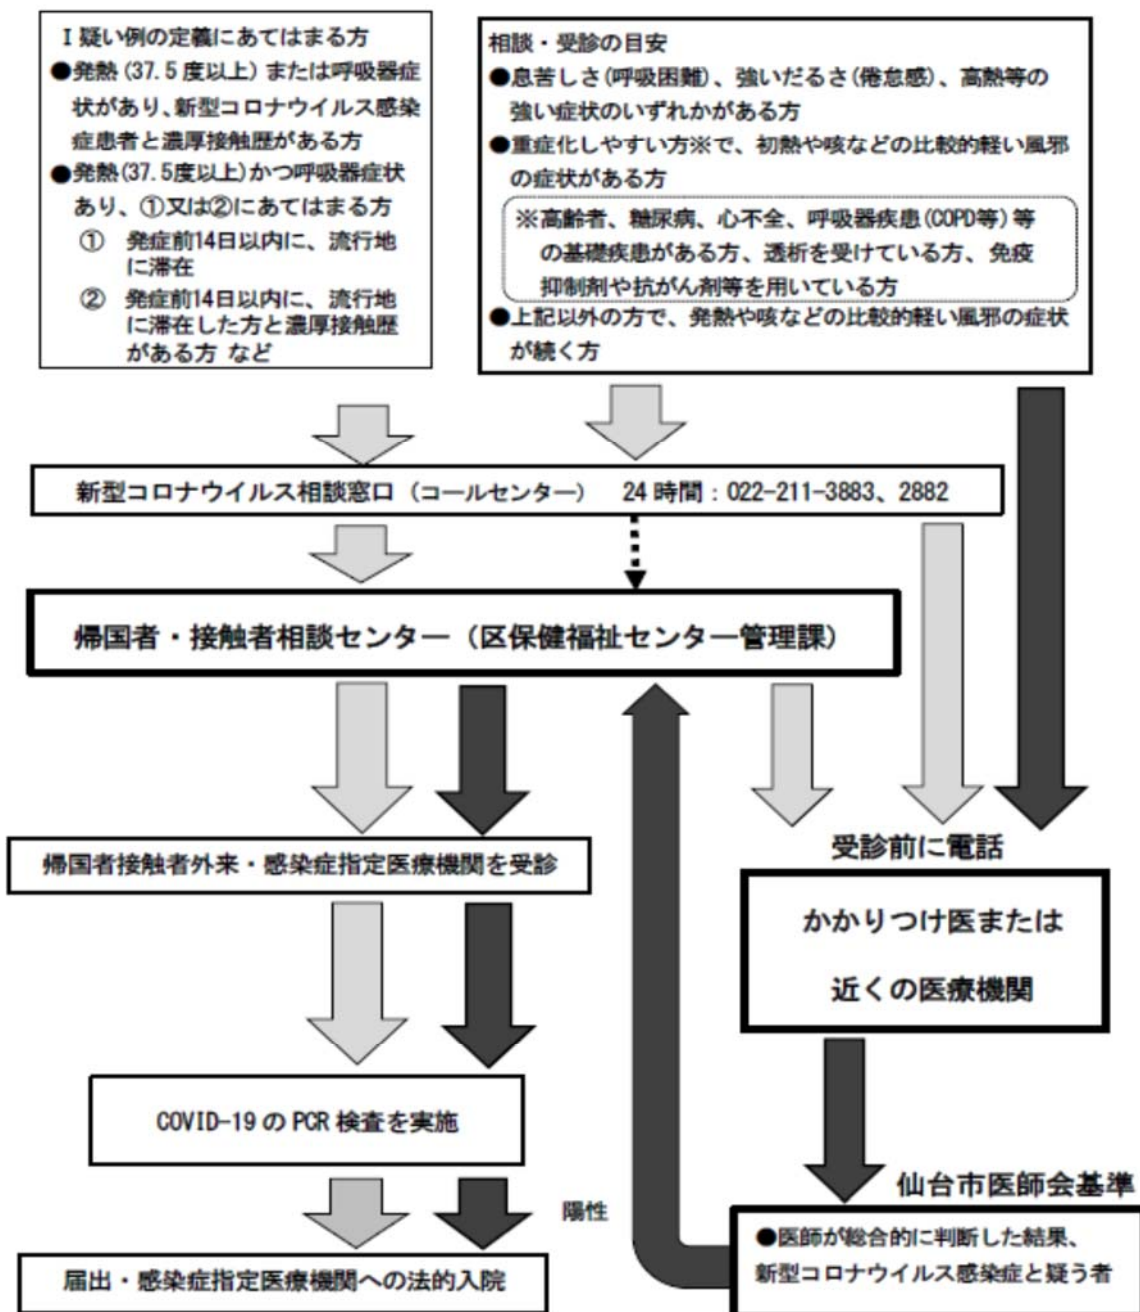 Ⅰ疑い例の定義にあてはまる方
●発熱(37.5度以上)または呼吸器症
状があり、新型コロナウイルス感染
症患者と濃厚接触歴がある方
●発熱(37.5度以上)かつ呼吸器症状
あり、①又は②にあてはまる方
① 発症前14日以内に、流行地
に滞在
② 発症前14日以内に、流行地
に滞在した方と濃厚接触歴
がある方 など
相談・受診の目安
●息苦しさ(呼吸困難)、強いだるさ(倦怠感)、高熱等の
強い症状のいずれかがある方
●重症化しやすい方※で、初熱や咳などの比較的軽い風邪
の症状がある方
※高齢者、糖尿病、心不全、呼吸器疾患(COPD等)等
の基礎疾患がある方、透析を受けている方、免疫
抑制剤や抗がん剤等を用いている方
●上記以外の方で、発熱や咳などの比較的軽い風邪の症状
が続く方
新型コロナウイルス相談窓口(コールセンター) 24時間:022-211-3883、2882
帰国者・接触者相談センター(区保健福祉センター管理課)
帰国者接触者外来・感染症指定医療機関を受診
受診前に電話
かかりつけ医または
近くの医療機関
COVID-19のPCR検査を実施
陽性
仙台市医師会基準
●医師が総合的に判断した結果、
新型コロナウイルス感染症と疑う者
届出・感染症指定医療機関への法的入院